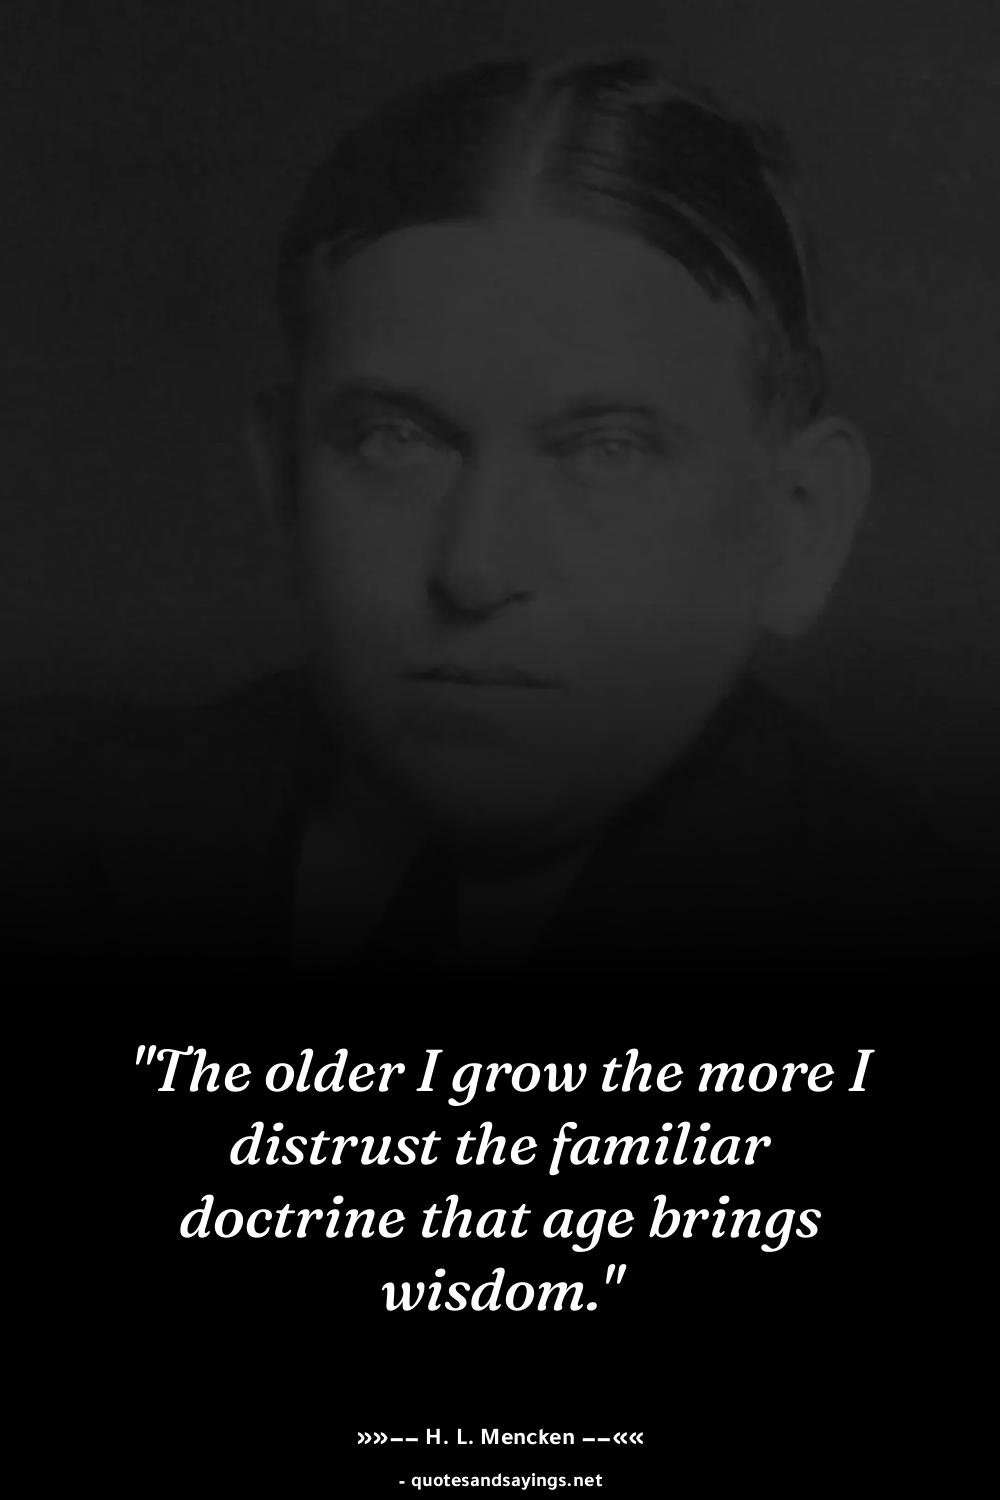 "The older I grow the more I
distrust the familiar
doctrine that age brings
wisdom."
»»−− H. L. Mencken −−««
- quotesandsayings.net